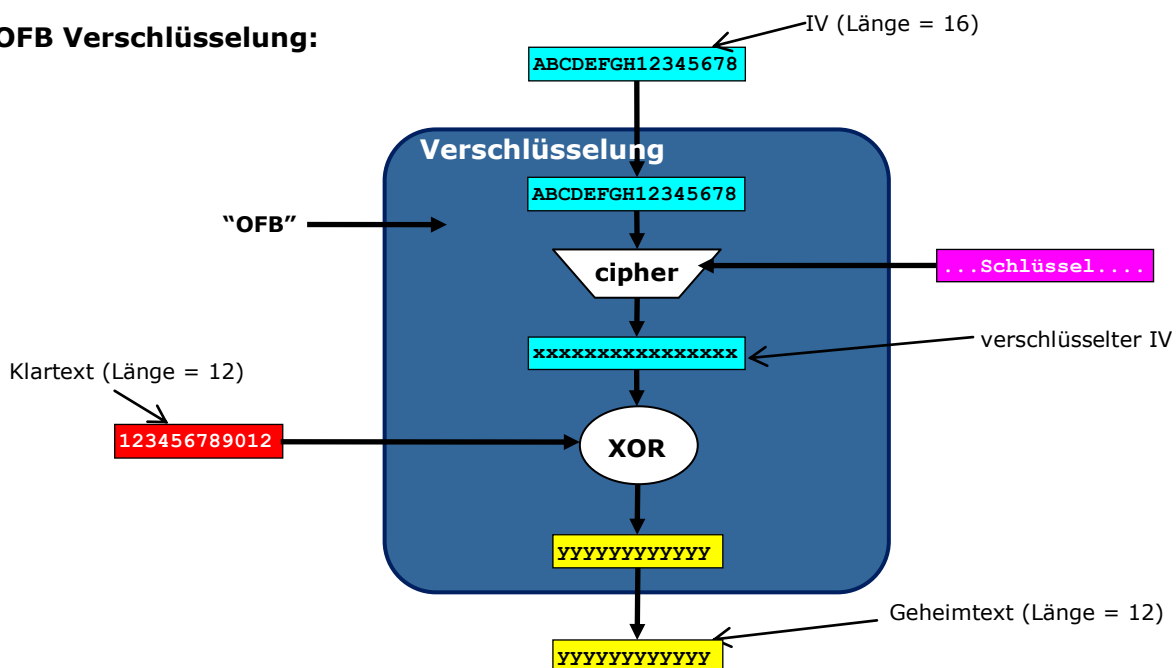 IV (Länge = 16)
OFB Verschlüsselung:
ABCDEFGH12345678
Verschlüsselung
ABCDEFGH12345678
“OFB”
cipher
...Schlüssel....
xxxxxxxxxxxxxxxx
verschlüsselter IV
Klartext (Länge = 12)
123456789012
XOR
yyyyyyyyyyyy
Geheimtext (Länge = 12)
yyyyyyyyyyyy